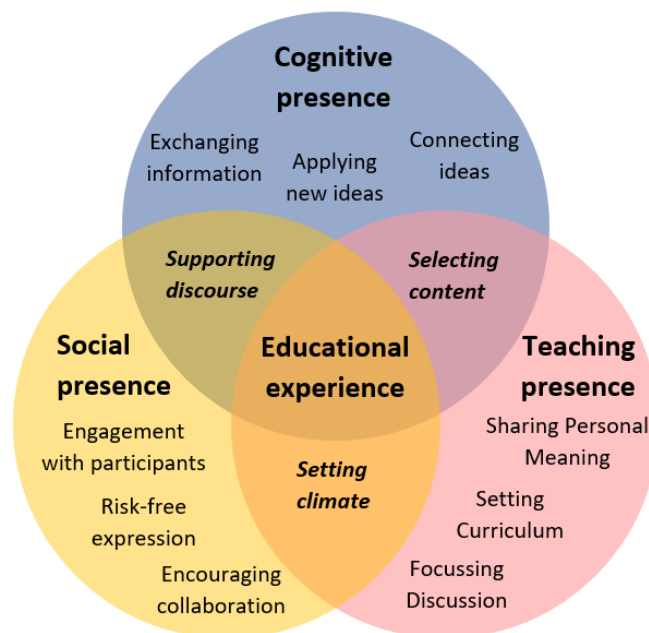 Cognitive
presence
Exchanging
information
Applying
new ideas
Connecting
ideas
Supporting
discourse
Selecting
content
Social
presence
Educational
experience
Teaching
presence
Engagement
with participants
Risk-free
expression
Encouraging
collaboration
Setting
climate
Sharing Personal
Meaning
Setting
Curriculum
Focussing
Discussion